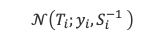 𝒩(Tᵢ; yᵢ, Sᵢ⁻¹)